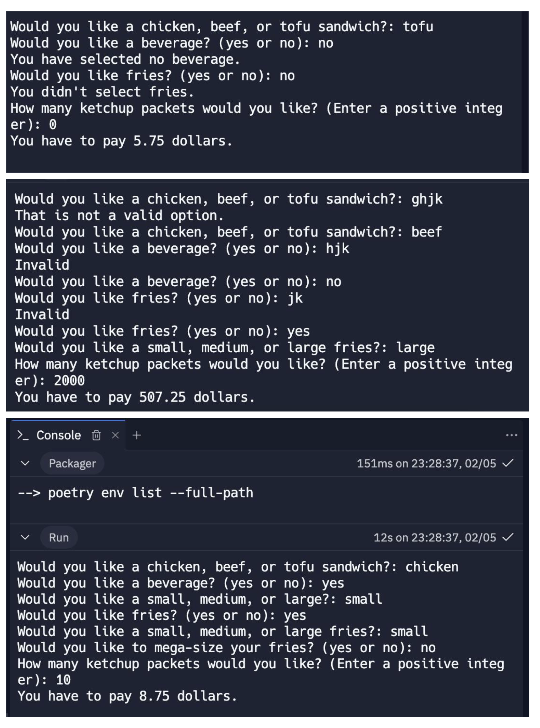 Would you like a chicken, beef, or tofu sandwich?: tofu
Would you like a beverage? (yes or no): no
You have selected no beverage.
Would you like fries? (yes or no): no
You didn't select fries.
How many ketchup packets would you like? (Enter a positive integ
er): 0
You have to pay 5.75 dollars.
Would you like a chicken, beef, or tofu sandwich?: ghjk
That is not a valid option.
Would you like a chicken, beef, or tofu sandwich?: beef
Would you like a beverage? (yes or no): hjk
Invalid
Would you like a beverage? (yes or no): no
Would you like fries? (yes or no): jk
Invalid
Would you like fries? (yes or no): yes
Would you like a small, medium, or large fries?: large
How many ketchup packets would you like? (Enter a positive integ
er): 2000
You have to pay 507.25 dollars.
>_ Console × + ...
Packager 151ms on 23:28:37, 02/05 ✓
--> poetry env list --full-path
Run 12s on 23:28:37, 02/05 ✓
Would you like a chicken, beef, or tofu sandwich?: chicken
Would you like a beverage? (yes or no): yes
Would you like a small, medium, or large?: small
Would you like fries? (yes or no): yes
Would you like a small, medium, or large fries?: small
Would you like to mega-size your fries? (yes or no): no
How many ketchup packets would you like? (Enter a positive integ
er): 10
You have to pay 8.75 dollars.